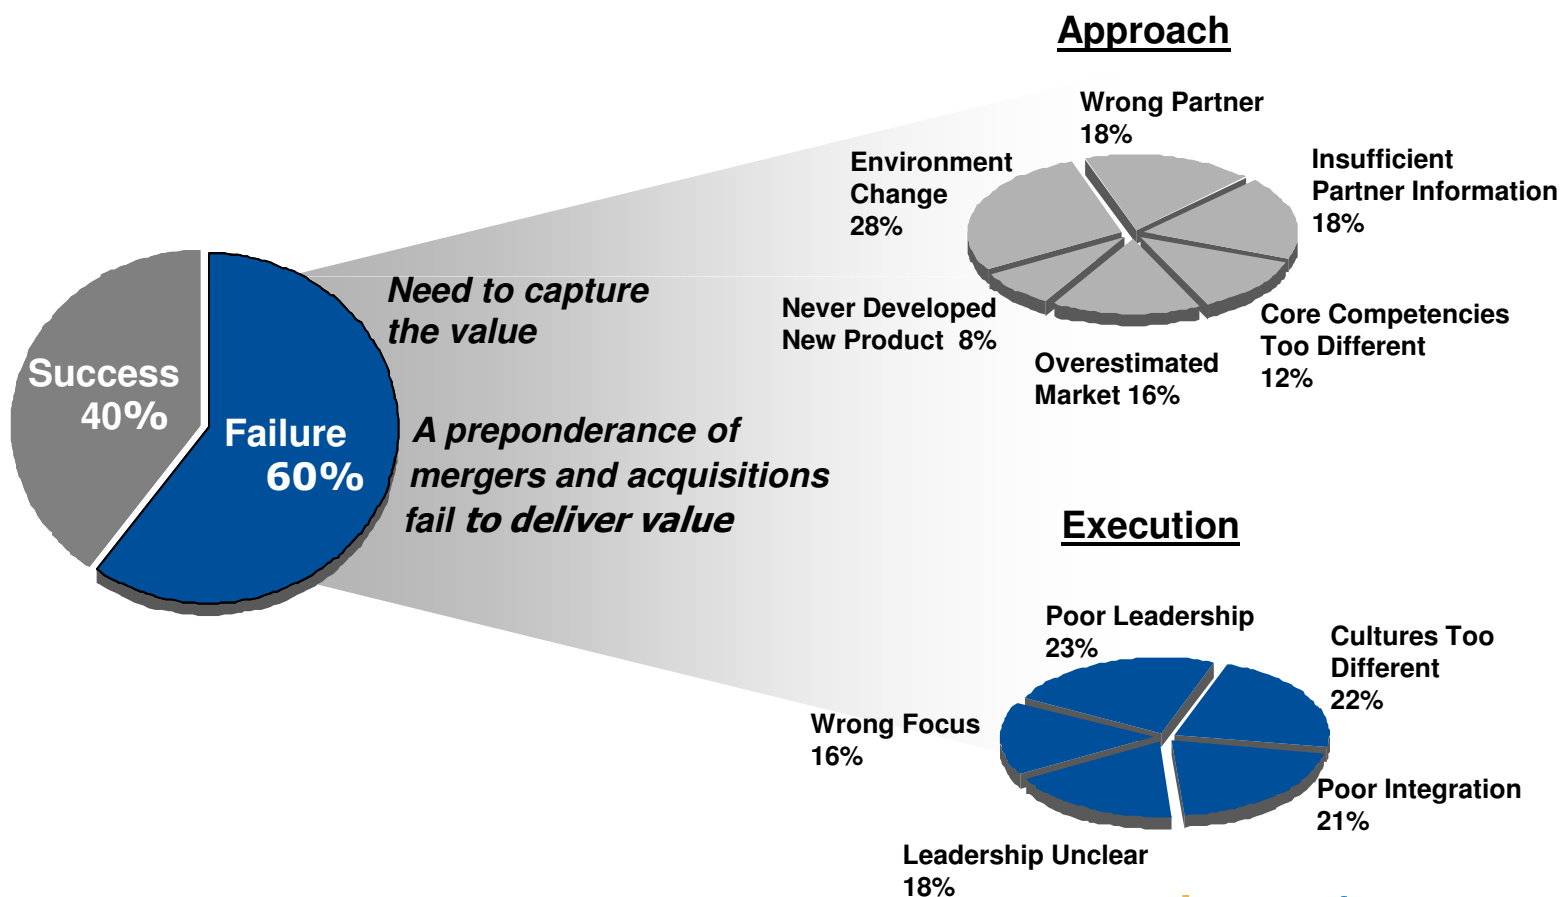 Approach
Wrong Partner
18%
Environment
Change
28%
Insufficient
Partner Information
18%
Never Developed
New Product 8%
Overestimated
Market 16%
Core Competencies
Too Different
12%
Success
40%
Failure
60%
Need to capture
the value
A preponderance of
mergers and acquisitions
fail to deliver value
Execution
Poor Leadership
23%
Cultures Too
Different
22%
Wrong Focus
16%
Poor Integration
21%
Leadership Unclear
18%